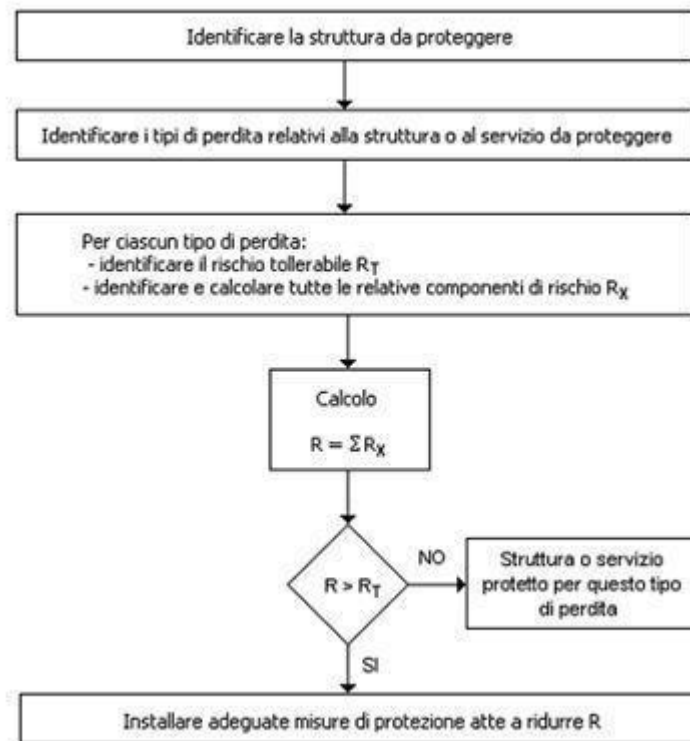 Identificare la struttura da proteggere
Identificare i tipi di perdita relativi alla struttura o al servizio da proteggere
Per ciascun tipo di perdita:
- identificare il rischio tollerabile R_T
- identificare e calcolare tutte le relative componenti di rischio R_X
Calcolo
R = ΣR_X
R > R_T
NO
Struttura o servizio
protetto per questo tipo
di perdita
SI
Installare adeguate misure di protezione atte a ridurre R